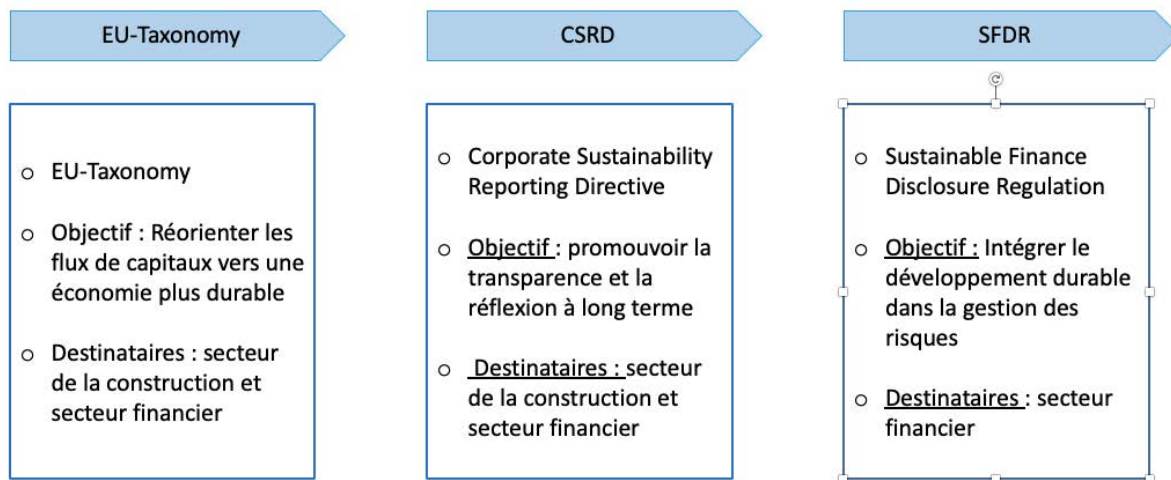 EU-Taxonomy
CSRD
SFDR
○ EU-Taxonomy
○ Objectif : Réorienter les
flux de capitaux vers une
économie plus durable
○ Destinataires : secteur
de la construction et
secteur financier
○ Corporate Sustainability
Reporting Directive
○ Objectif : promouvoir la
transparence et la
réflexion à long terme
○ Destinataires : secteur
de la construction et
secteur financier
○ Sustainable Finance
Disclosure Regulation
○ Objectif : Intégrer le
développement durable
dans la gestion des
risques
○ Destinataires : secteur
financier